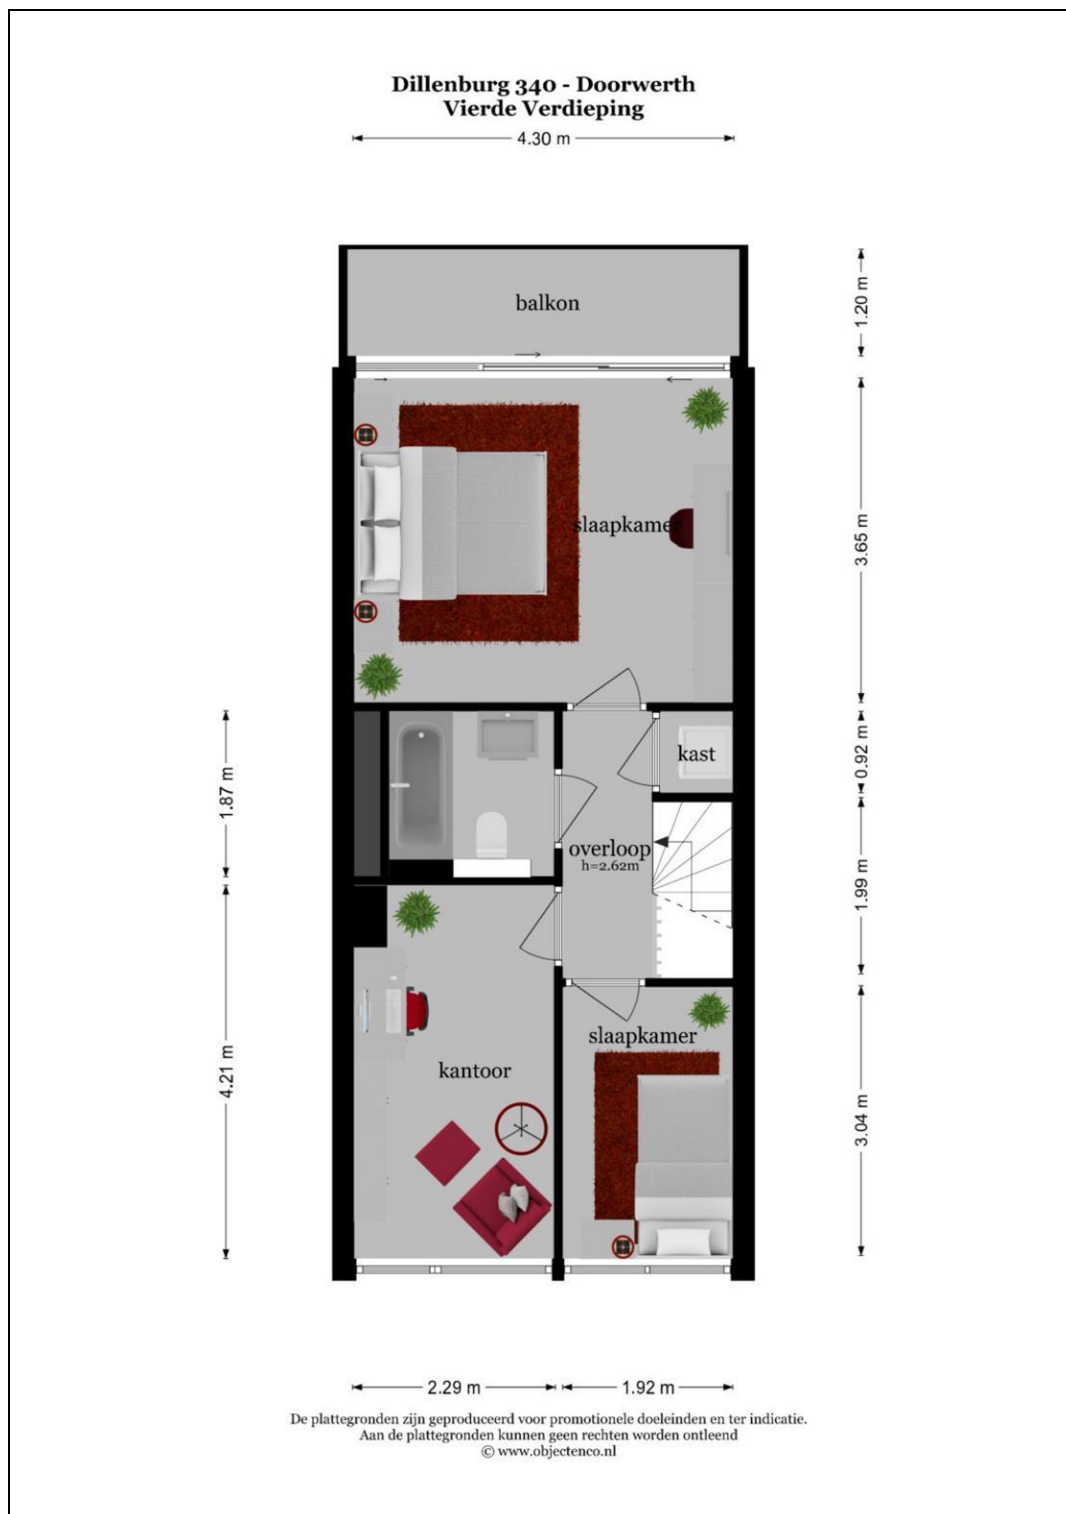 Dillenburg 340 - Doorwerth
Vierde Verdieping
4.30 m
balkon
1.20 m
slaapkamer
3.65 m
kast
0.92 m
1.87 m
overloop
h=2.62m
1.99 m
slaapkamer
kantoor
4.21 m
3.04 m
2.29 m
1.92 m
De plattegronden zijn geproduceerd voor promotionele doeleinden en ter indicatie.
Aan de plattegronden kunnen geen rechten worden ontleend
© www.objectenco.nl